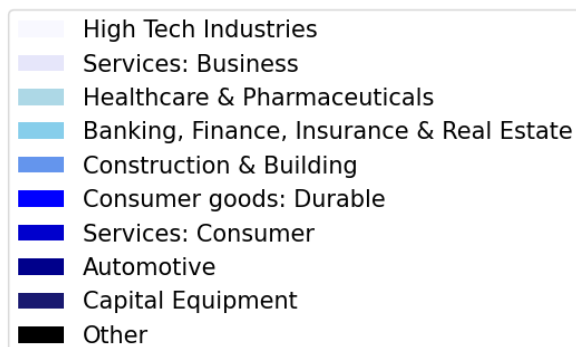 High Tech Industries
Services: Business
Healthcare & Pharmaceuticals
Banking, Finance, Insurance & Real Estate
Construction & Building
Consumer goods: Durable
Services: Consumer
Automotive
Capital Equipment
Other